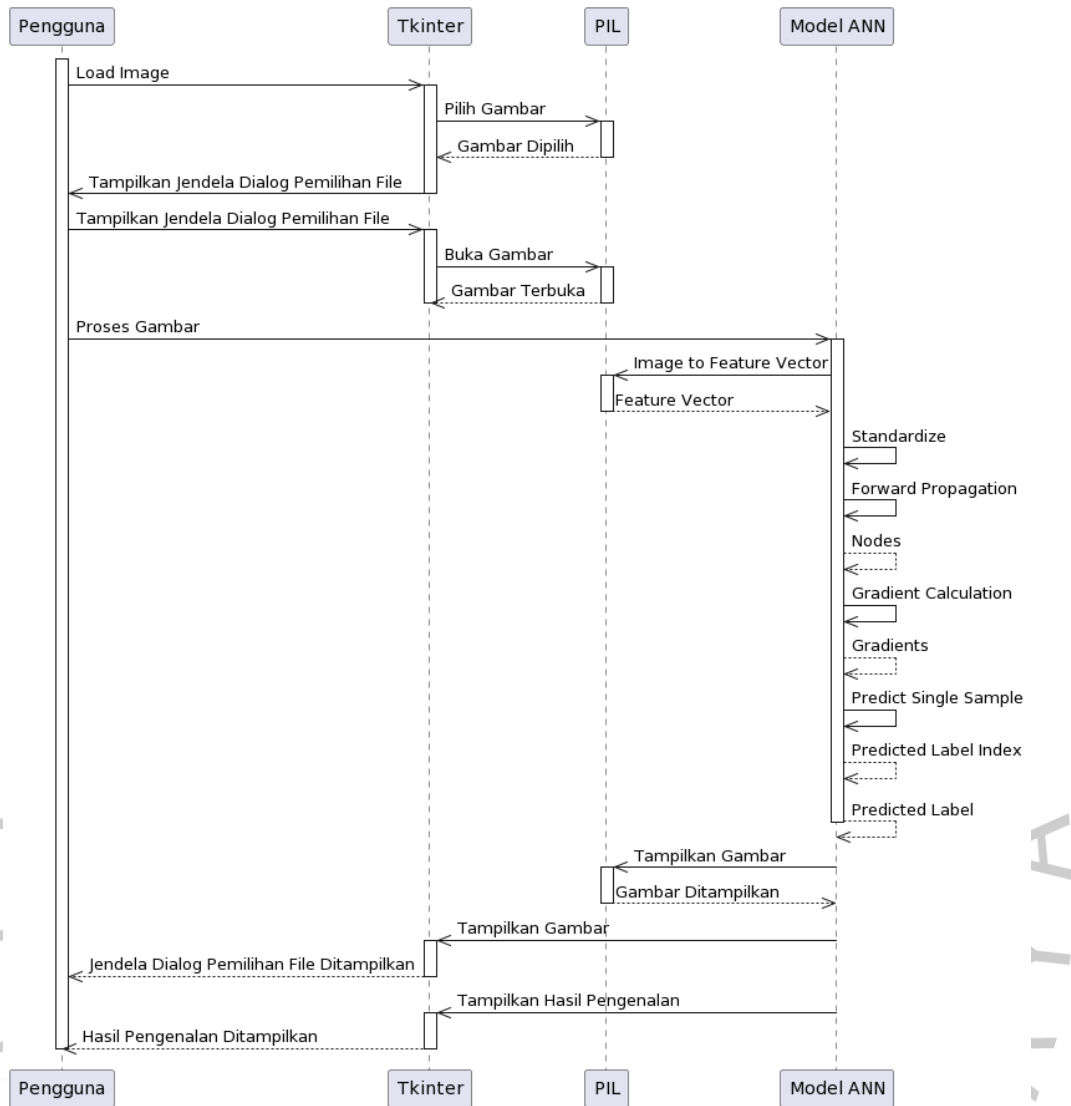 Pengguna
Tkinter
PIL
Model ANN
Load Image
Pilih Gambar
Gambar Dipilih
Tampilkan Jendela Dialog Pemilihan File
Tampilkan Jendela Dialog Pemilihan File
Buka Gambar
Gambar Terbuka
Proses Gambar
Image to Feature Vector
Feature Vector
Standardize
Forward Propagation
Nodes
Gradient Calculation
Gradients
Predict Single Sample
Predicted Label Index
Predicted Label
Tampilkan Gambar
Gambar Ditampilkan
Tampilkan Gambar
Jendela Dialog Pemilihan File Ditampilkan
Tampilkan Hasil Pengenalan
Hasil Pengenalan Ditampilkan
Pengguna
Tkinter
PIL
Model ANN